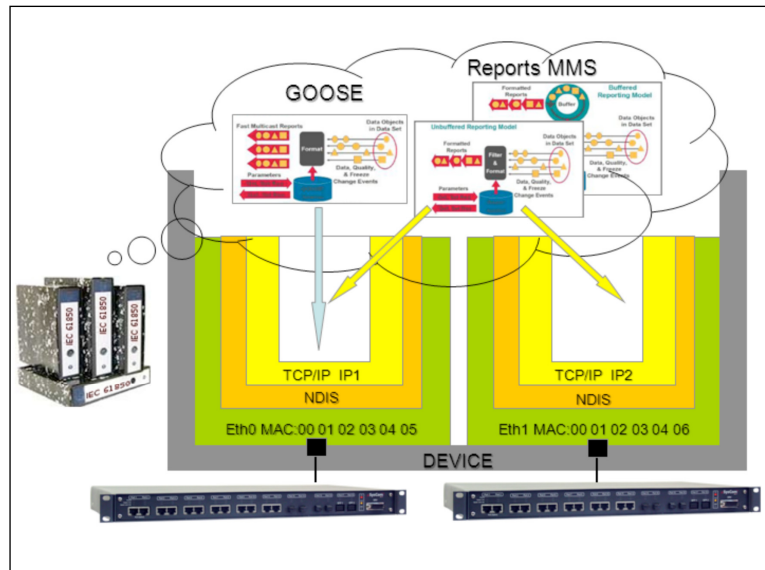 Reports MMS
GOOSE
Formatted
Reports
Buffer
Buffered
Reporting Model
Data Objects
in Data Set
Data, Quality,
& Freeze
Change Events
Fast Multicast Reports
Format
Data Objects
in Data Set
Parameters
Data, Quality,
& Freeze
Change Events
Unbuffered Reporting Model
Formatted
Reports
Filter
&
Format
Data Objects
in Data Set
Parameters
Data, Quality,
& Freeze
Change Events
IEC 61850
IEC 61850
IEC 61850
IEC 61850
TCP/IP IP1
NDIS
Eth0 MAC:00 01 02 03 04 05
TCP/IP IP2
NDIS
Eth1 MAC:00 01 02 03 04 06
DEVICE